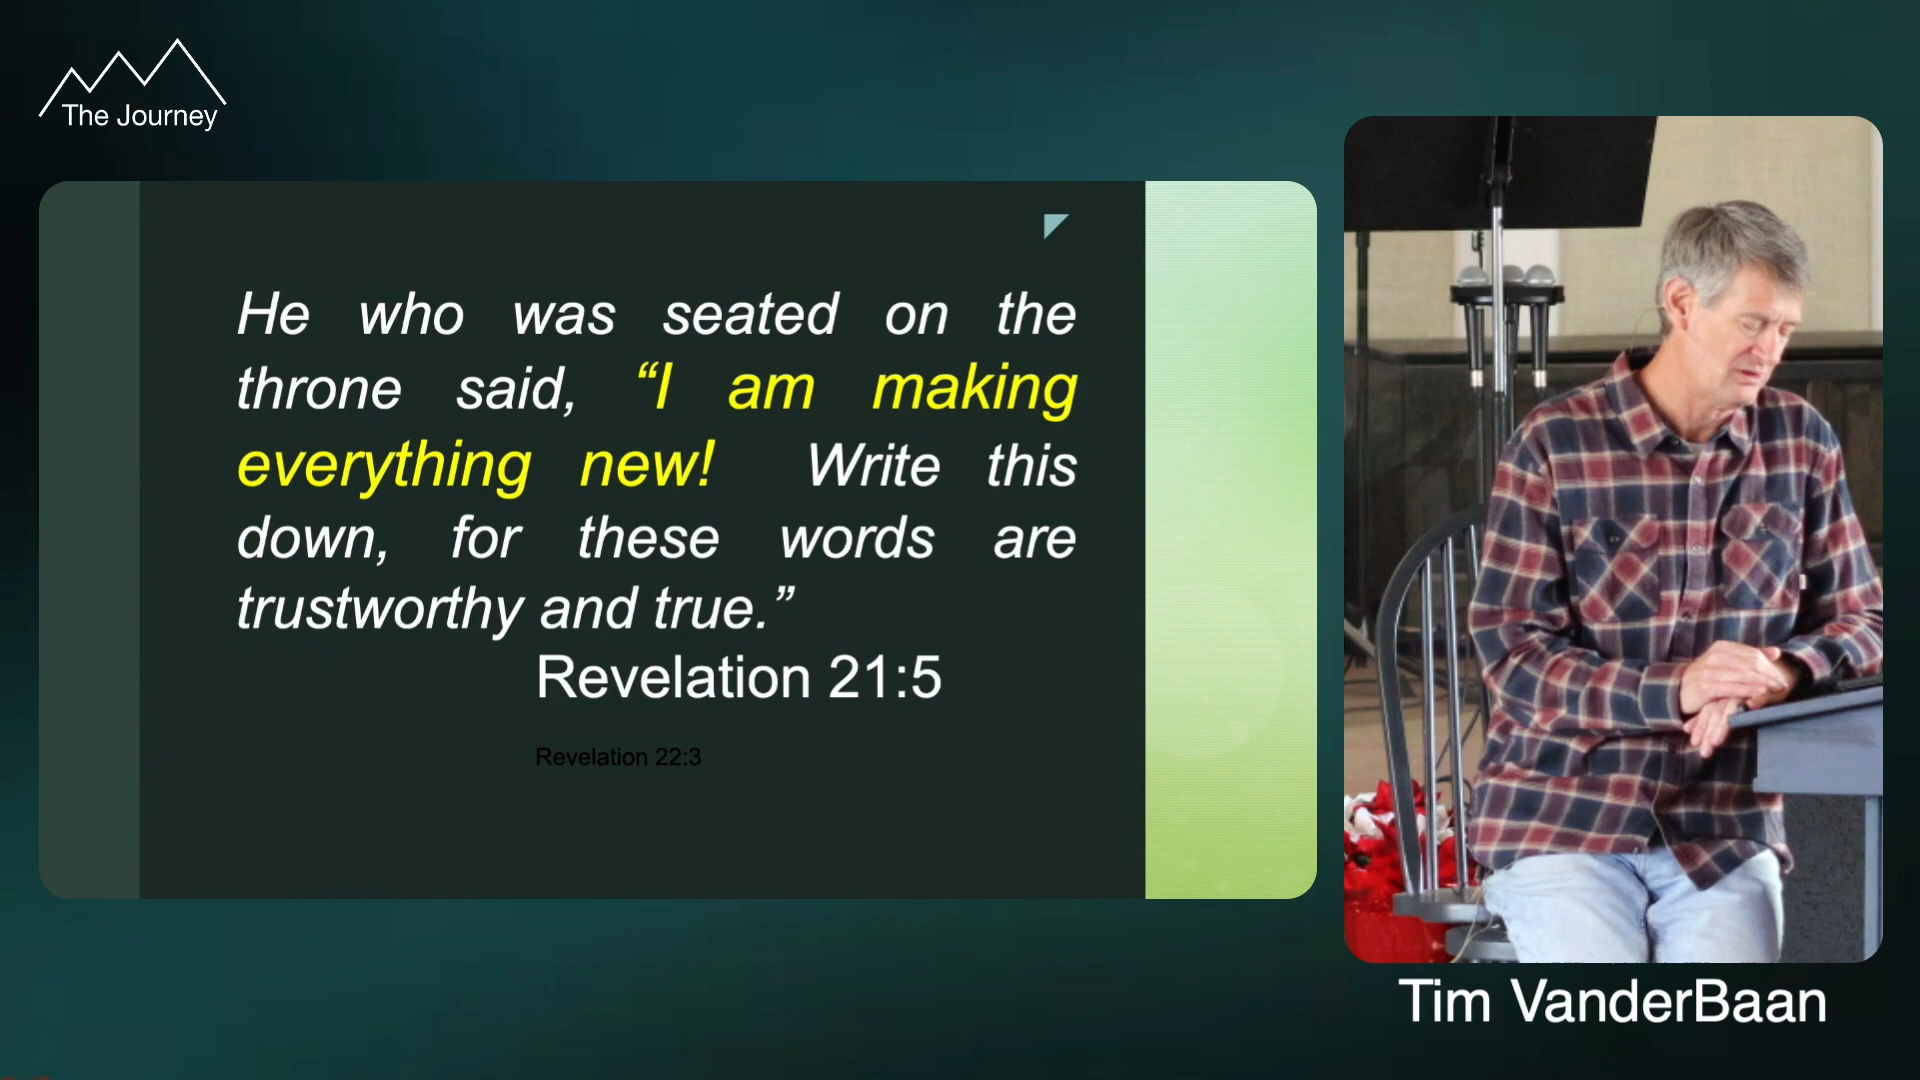 The Journey
He who was seated on the
throne said, “I am making
everything new! Write this
down, for these words are
trustworthy and true.”
Revelation 21:5
Revelation 22:3
Tim VanderBaan